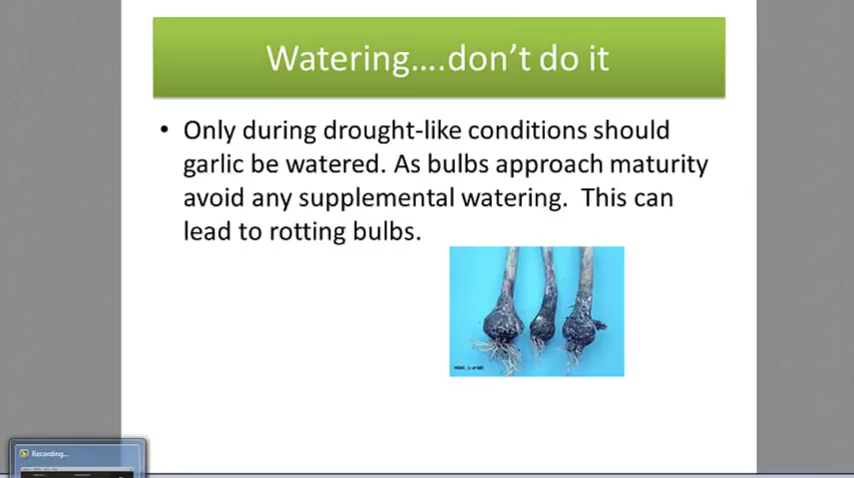 Watering….don't do it
• Only during drought-like conditions should
garlic be watered. As bulbs approach maturity
avoid any supplemental watering.  This can
lead to rotting bulbs.
Recording...